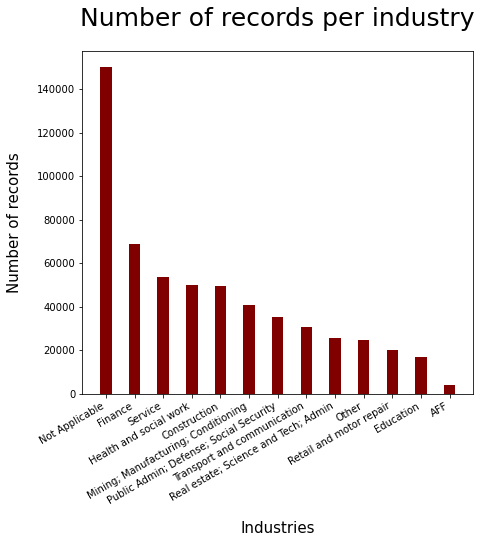 Number of records per industry
Number of records
140000
120000
100000
80000
60000
40000
20000
0
Not Applicable
Finance
Service
Health and social work
Construction
Mining; Manufacturing; Conditioning
Public Admin; Defense; Social Security
Transport and communication
Real estate; Science and Tech; Admin
Other
Retail and motor repair
Education
AFF
Industries